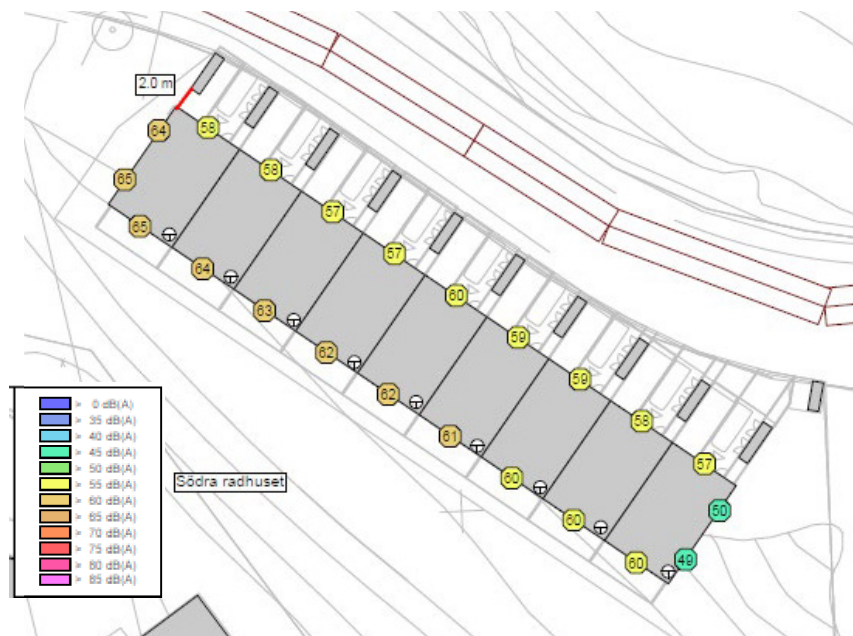 2.0 m
64
58
65
58
65
57
64
57
63
60
62
59
62
59
61
58
60
57
60
50
60
49
> 0 dB(A)
> 35 dB(A)
> 40 dB(A)
> 45 dB(A)
> 50 dB(A)
> 55 dB(A)
> 60 dB(A)
> 65 dB(A)
> 70 dB(A)
> 75 dB(A)
> 80 dB(A)
> 85 dB(A)
Södra radhuset